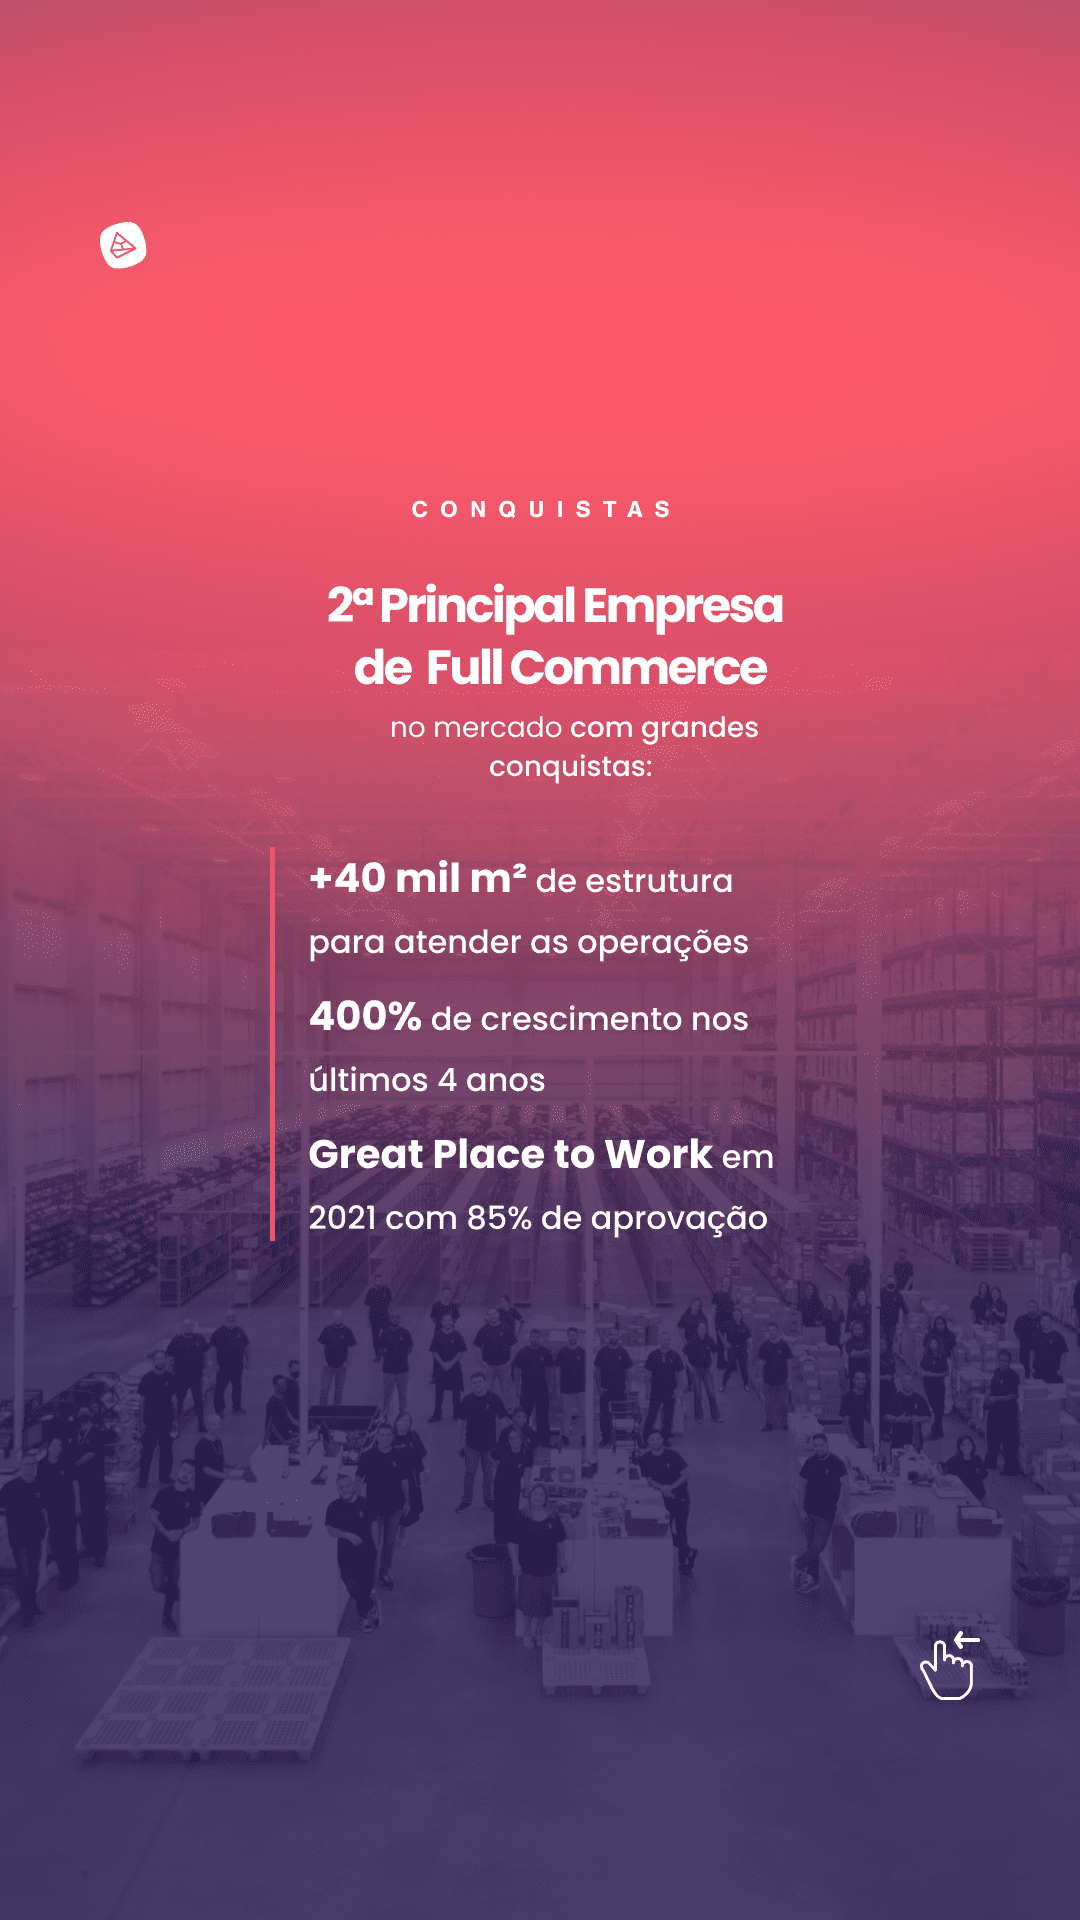 CONQUISTAS
2ª Principal Empresa
de Full Commerce
no mercado com grandes
conquistas:
+40 mil m² de estrutura
para atender as operações
400% de crescimento nos
últimos 4 anos
Great Place to Work em
2021 com 85% de aprovação